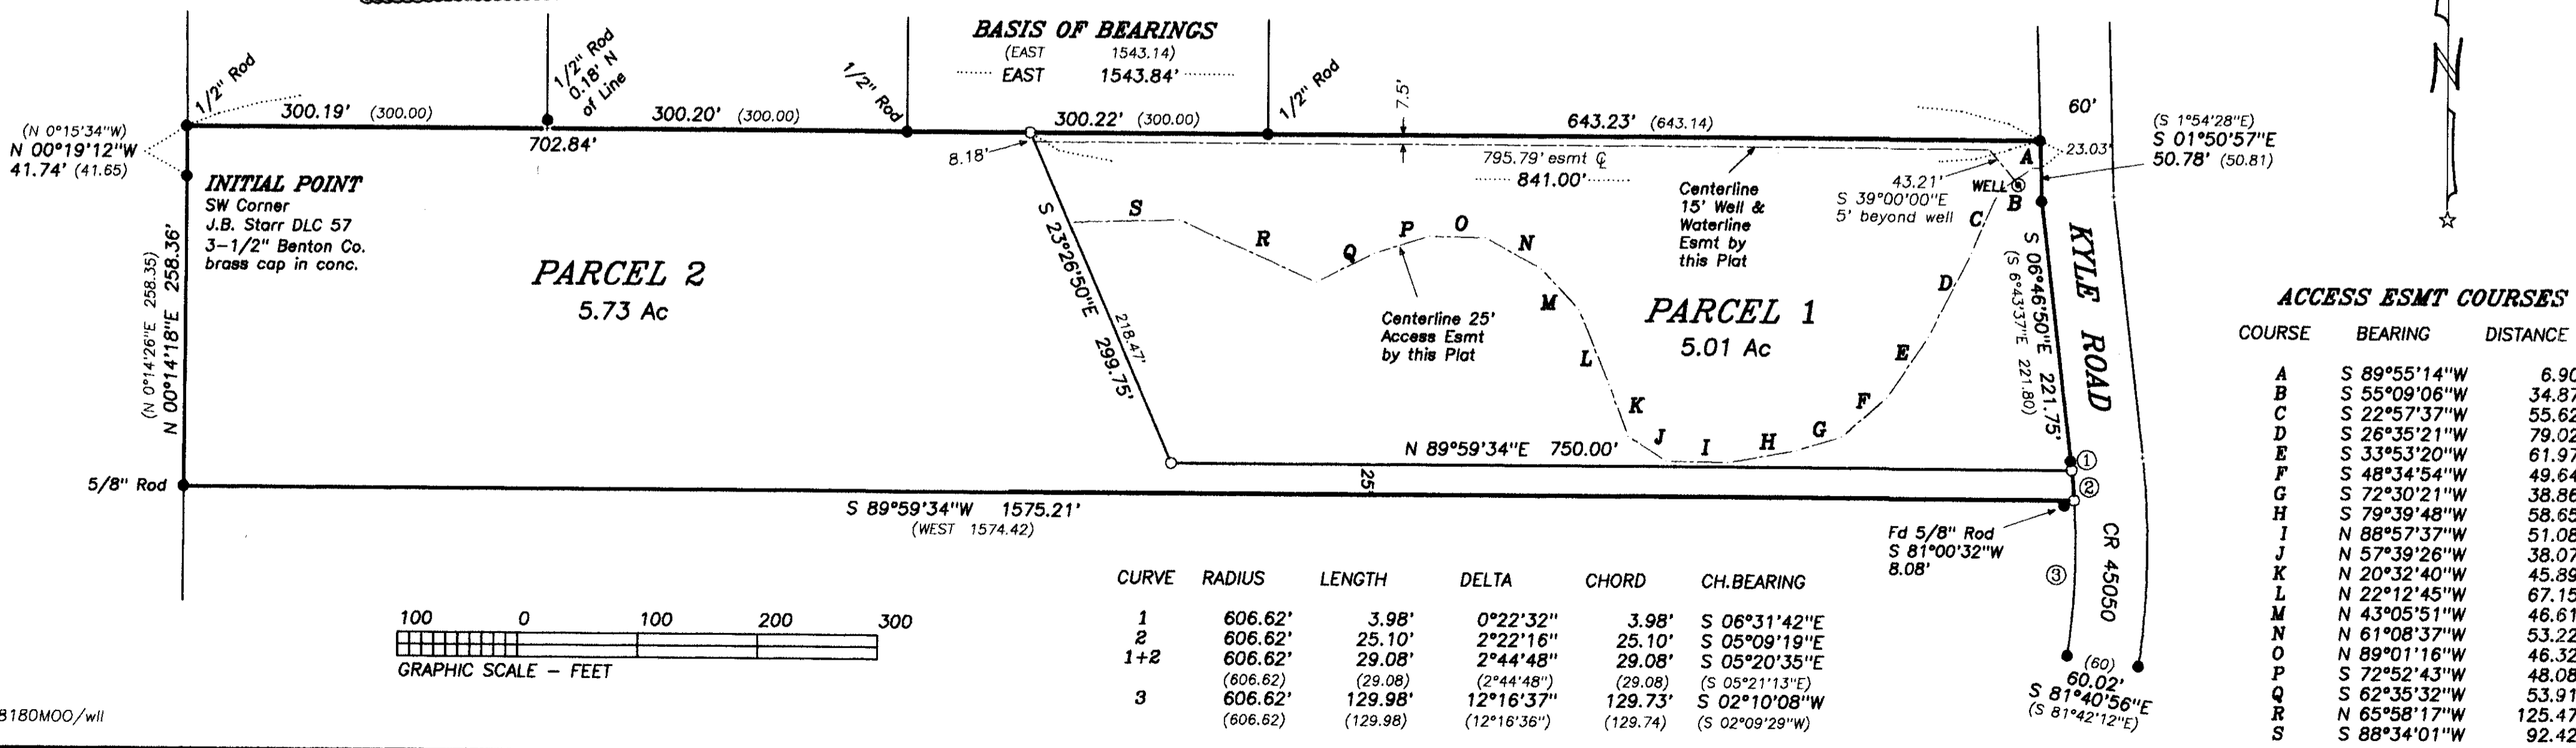 BASIS OF BEARINGS
(EAST 1543.14)
EAST 1543.84'
N
1/2" Rod
1/2" Rod
0.18' N
of Line
1/2" Rod
1/2" Rod
7.5'
60'
300.19' (300.00)
300.20' (300.00)
300.22' (300.00)
643.23' (643.14)
702.84'
8.18'
795.79' esmt ℄
841.00'
(N 0°15'34"W)
N 00°19'12"W
41.74' (41.65)
(S 1°54'28"E)
S 01°50'57"E
50.78' (50.81)
23.03'
INITIAL POINT
SW Corner
J.B. Starr DLC 57
3-1/2" Benton Co.
brass cap in conc.
43.21'
S 39°00'00"E
5' beyond well
WELL
Centerline
15' Well &
Waterline
Esmt by
this Plat
A
B
C
D
E
F
G
H
I
J
K
L
M
N
O
P
Q
R
S
(N 0°14'26"E 258.35)
N 00°14'18"E 258.36'
PARCEL 2
5.73 Ac
S 23°26'50"E 299.75'
218.47'
Centerline 25'
Access Esmt
by this Plat
PARCEL 1
5.01 Ac
S 06°46'50"E 221.75'
(S 6°43'37"E 221.80)
KYLE ROAD
CR 45050
N 89°59'34"E 750.00'
25'
1
2
3
5/8" Rod
S 89°59'34"W 1575.21'
(WEST 1574.42)
Fd 5/8" Rod
S 81°00'32"W
8.08'
(60)
60.02'
S 81°40'56"E
(S 81°42'12"E)
100 0 100 200 300
GRAPHIC SCALE - FEET
CURVE RADIUS LENGTH DELTA CHORD CH.BEARING
1 606.62' 3.98' 0°22'32" 3.98' S 06°31'42"E
2 606.62' 25.10' 2°22'16" 25.10' S 05°09'19"E
1+2 606.62' 29.08' 2°44'48" 29.08' S 05°20'35"E
(606.62) (29.08) (2°44'48") (29.08) (S 05°21'13"E)
3 606.62' 129.98' 12°16'37" 129.73' S 02°10'08"W
(606.62) (129.98) (12°16'36") (129.74) (S 02°09'29"W)
ACCESS ESMT COURSES
COURSE BEARING DISTANCE
A S 89°55'14"W 6.90
B S 55°09'06"W 34.87
C S 22°57'37"W 55.62
D S 26°35'21"W 79.02
E S 33°53'20"W 61.97
F S 48°34'54"W 49.64
G S 72°30'21"W 38.86
H S 79°39'48"W 58.65
I N 88°57'37"W 51.08
J N 57°39'26"W 38.07
K N 20°32'40"W 45.89
L N 22°12'45"W 67.15
M N 43°05'51"W 46.61
N N 61°08'37"W 53.22
O N 89°01'16"W 46.32
P S 72°52'43"W 48.08
Q S 62°35'32"W 53.91
R N 65°58'17"W 125.47
S S 88°34'01"W 92.42
8180MOO/wll